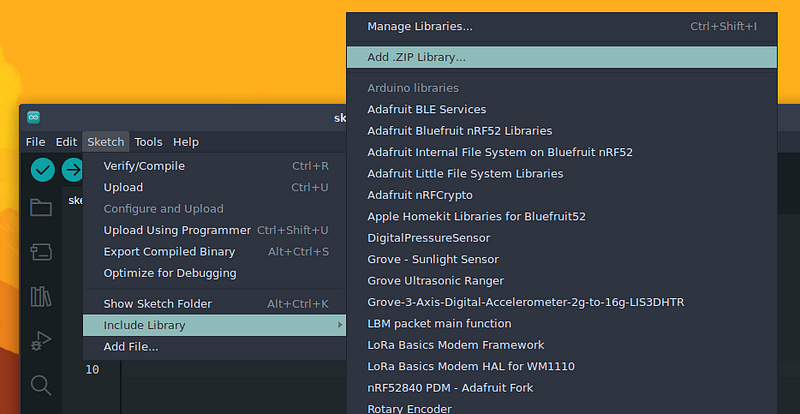 Manage Libraries... Ctrl+Shift+I
Add .ZIP Library...
Arduino libraries
Adafruit BLE Services
Adafruit Bluefruit nRF52 Libraries
Adafruit Internal File System on Bluefruit nRF52
Adafruit Little File System Libraries
Adafruit nRFCrypto
Apple Homekit Libraries for Bluefruit52
DigitalPressureSensor
Grove - Sunlight Sensor
Grove Ultrasonic Ranger
Grove-3-Axis-Digital-Accelerometer-2g-to-16g-LIS3DHTR
LBM packet main function
LoRa Basics Modem Framework
LoRa Basics Modem HAL for WM1110
nRF52840 PDM - Adafruit Fork
Rotary Encoder
sk
File Edit Sketch Tools Help
ske
Verify/Compile Ctrl+R
Upload Ctrl+U
Configure and Upload
Upload Using Programmer Ctrl+Shift+U
Export Compiled Binary Alt+Ctrl+S
Optimize for Debugging
Show Sketch Folder Alt+Ctrl+K
Include Library
Add File...
10